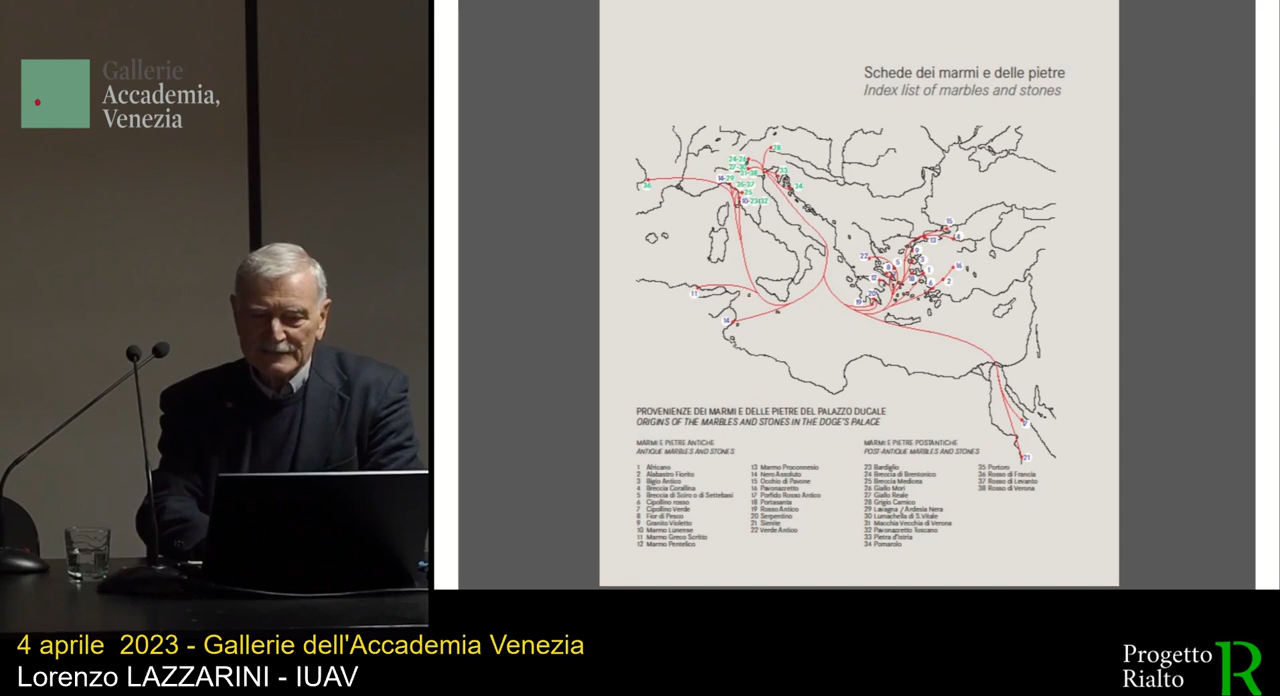 Gallerie
Accademia,
Venezia
Schede dei marmi e delle pietre
Index list of marbles and stones
PROVENIENZE DEI MARMI E DELLE PIETRE DEL PALAZZO DUCALE
ORIGINS OF THE MARBLES AND STONES IN THE DOGE'S PALACE
MARMI E PIETRE ANTICHE
ANTIQUE MARBLES AND STONES
1 Africano
2 Alabastro Fiorito
3 Bigio Antico
4 Breccia Corallina
5 Breccia di Sciro o di Settebasi
6 Cipollino rosso
7 Cipollino Verde
8 Fior di Pesco
9 Granito Violetto
10 Marmo Lunense
11 Marmo Greco Scritto
12 Marmo Pentelico
13 Marmo Proconnesio
14 Nero Assoluto
15 Occhio di Pavone
16 Pavonazzetto
17 Porfido Rosso Antico
18 Portasanta
19 Rosso Antico
20 Serpentino
21 Sienite
22 Verde Antico
MARMI E PIETRE POSTANTICHE
POST-ANTIQUE MARBLES AND STONES
23 Bardiglio
24 Breccia di Brentonico
25 Breccia Medicea
26 Giallo Mori
27 Giallo Reale
28 Grigio Carnico
29 Lavagna / Ardesia Nera
30 Lumachella di S.Vitale
31 Macchia Vecchia di Verona
32 Pavonazzetto Toscano
33 Pietra d'Istria
34 Pomarolo
35 Portoro
36 Rosso di Francia
37 Rosso di Levanto
38 Rosso di Verona
4 aprile 2023 - Gallerie dell'Accademia Venezia
Lorenzo LAZZARINI - IUAV
Progetto
Rialto
R